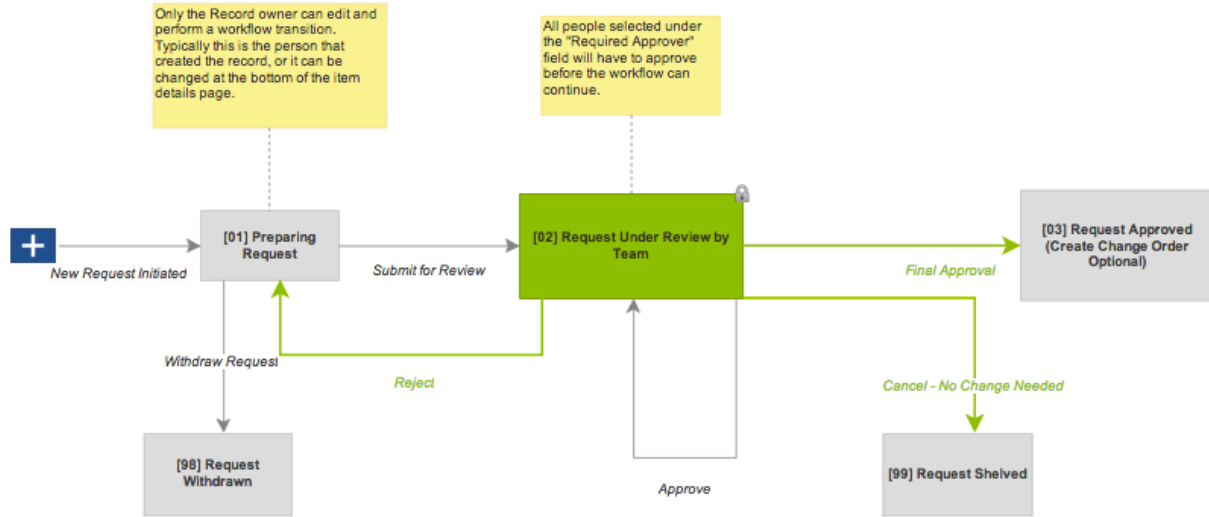 Only the Record owner can edit and
perform a workflow transition.
Typically this is the person that
created the record, or it can be
changed at the bottom of the item
details page.
All people selected under
the "Required Approver"
field will have to approve
before the workflow can
continue.
[01] Preparing
Request
[02] Request Under Review by
Team
[03] Request Approved
(Create Change Order
Optional)
New Request Initiated
Submit for Review
Final Approval
Withdraw Request
Reject
Cancel - No Change Needed
[98] Request
Withdrawn
Approve
[99] Request Shelved